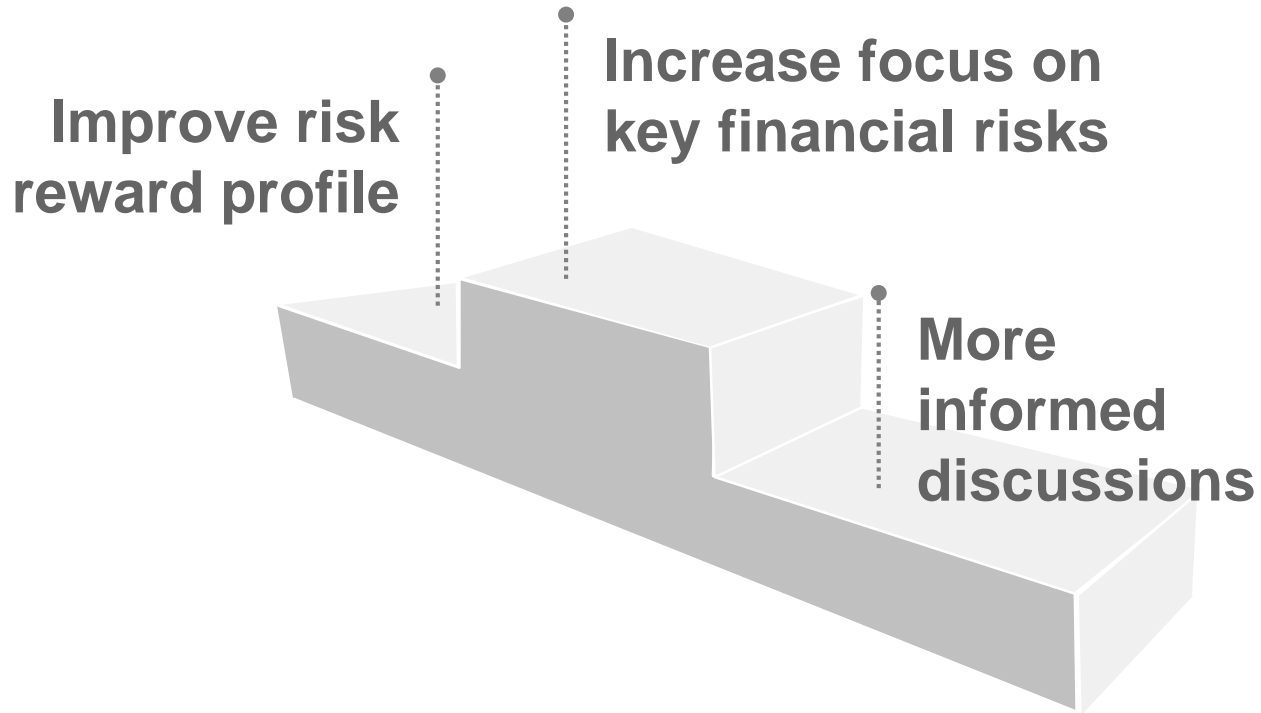 Improve risk
reward profile
Increase focus on
key financial risks
More
informed
discussions